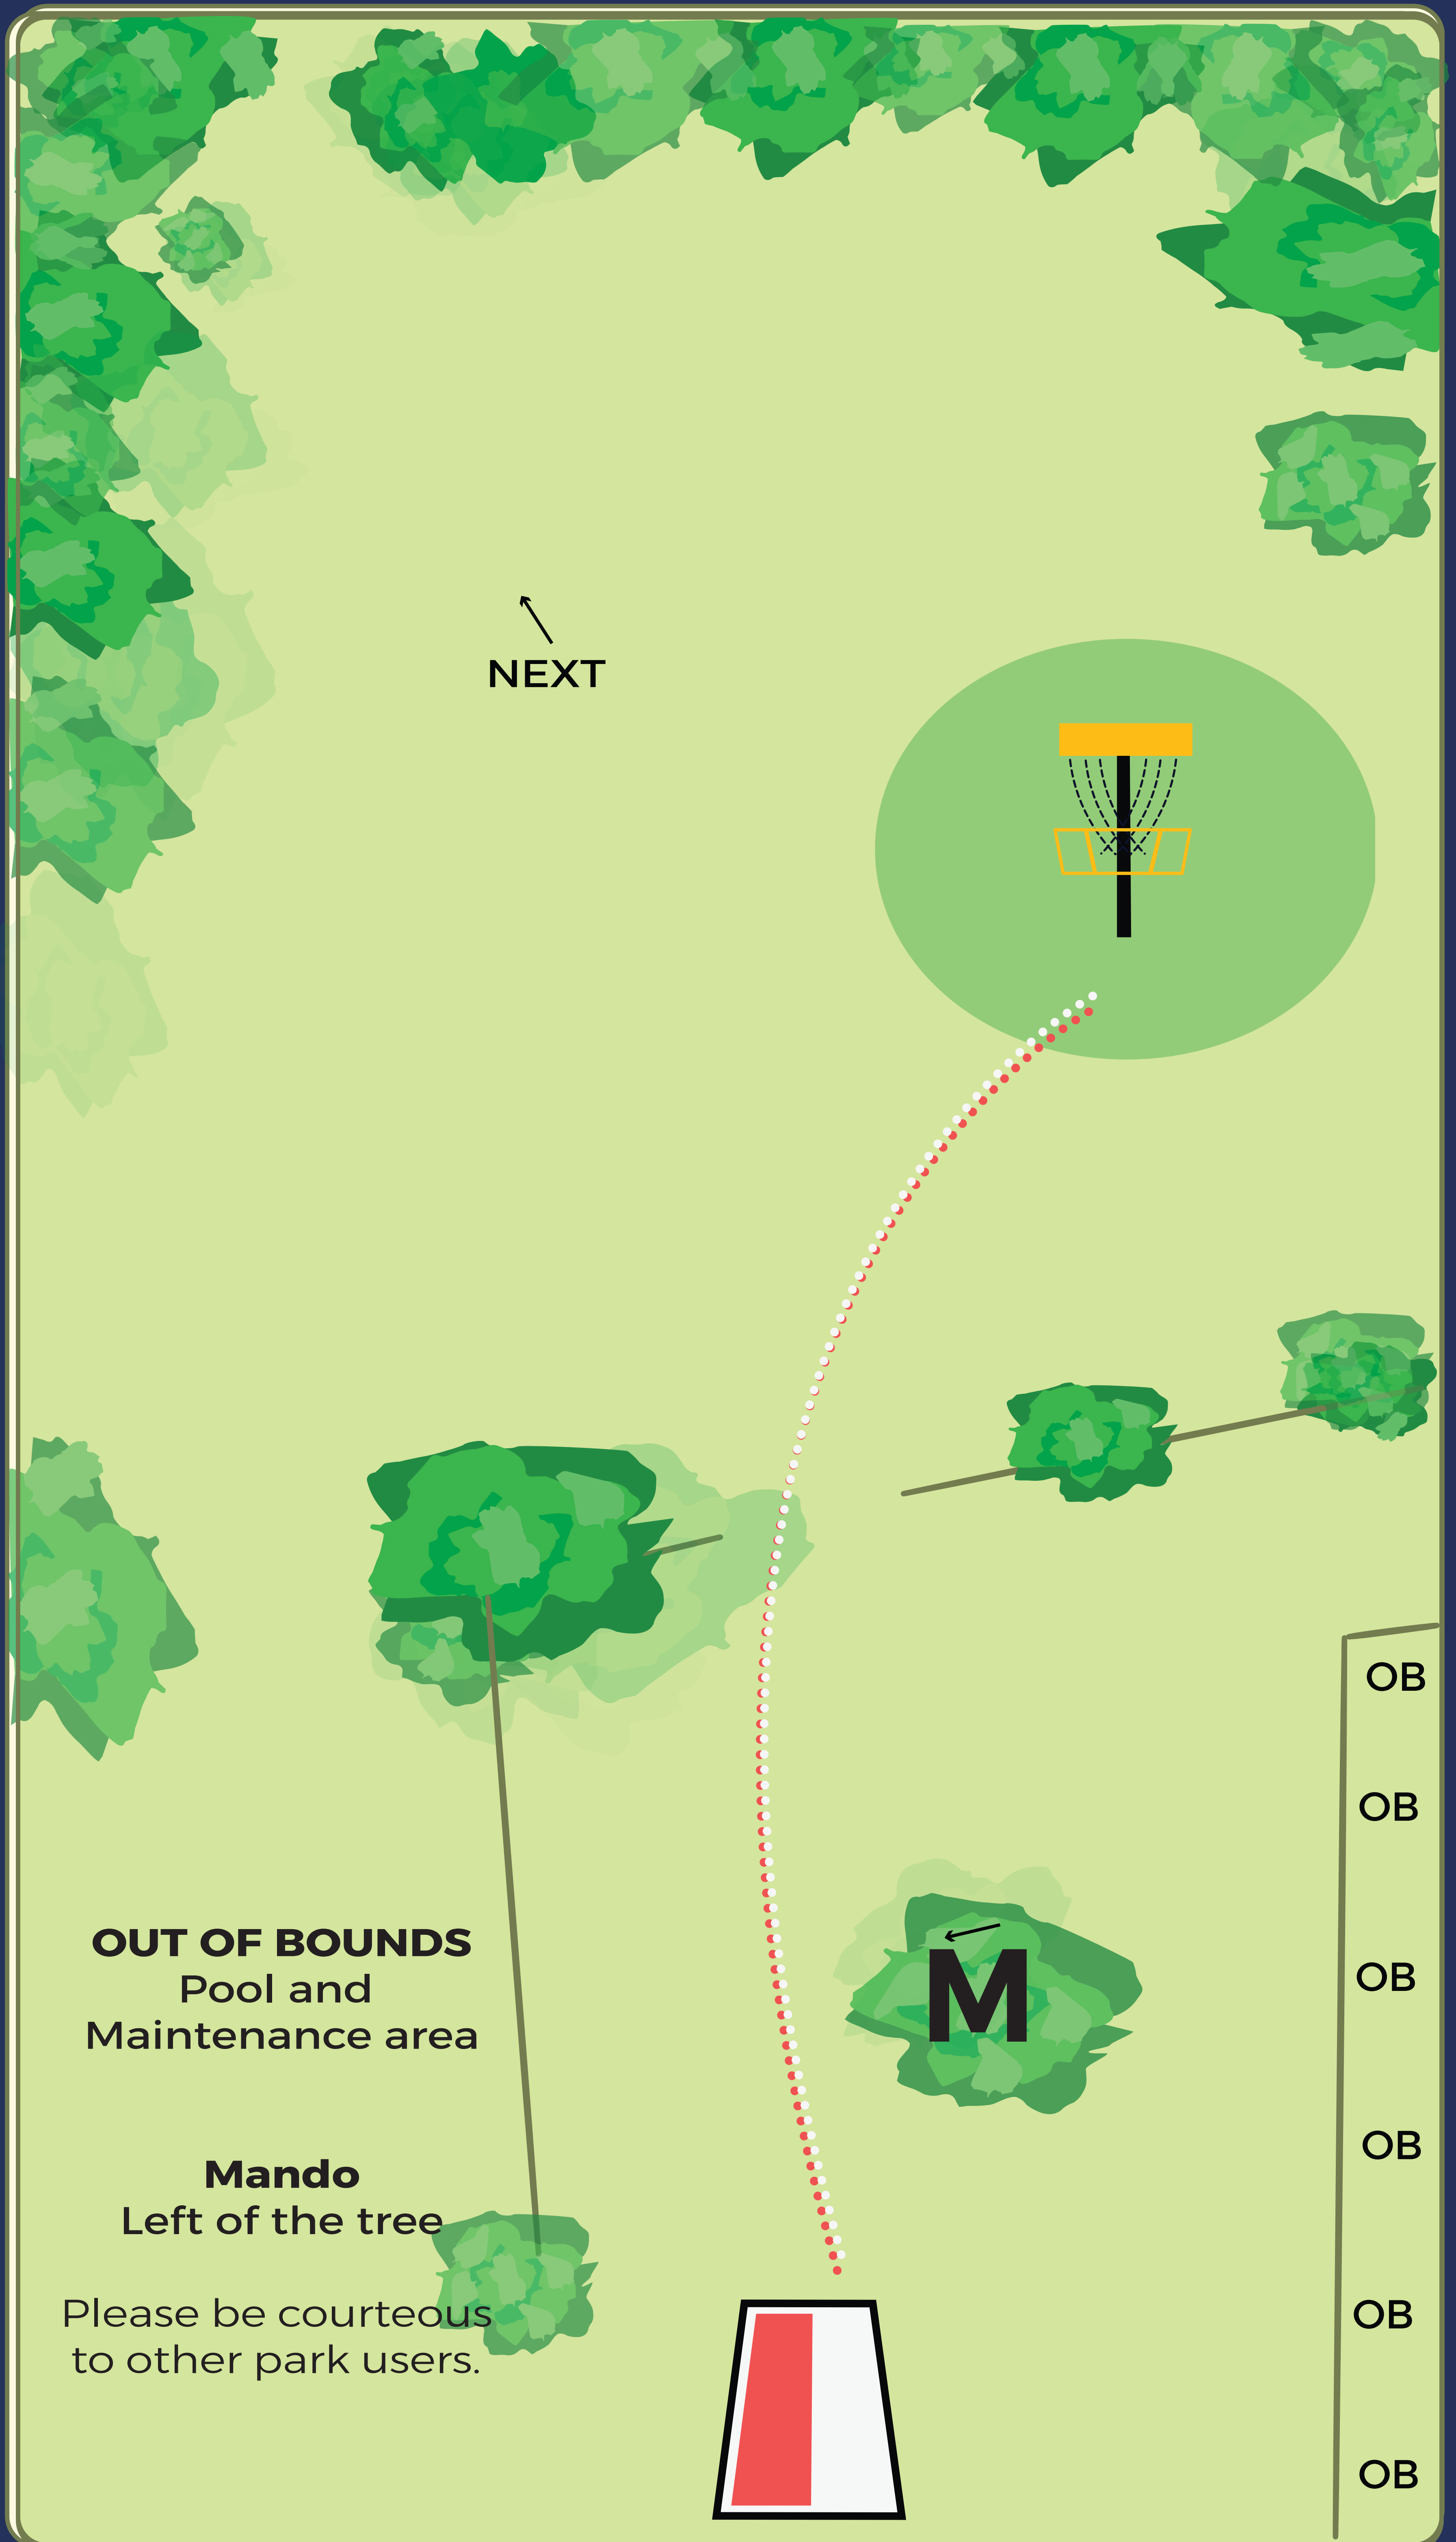 NEXT
OB
OB
OUT OF BOUNDS
Pool and
Maintenance area
M
OB
OB
Mando
Left of the tree
Please be courteous
to other park users.
OB
OB